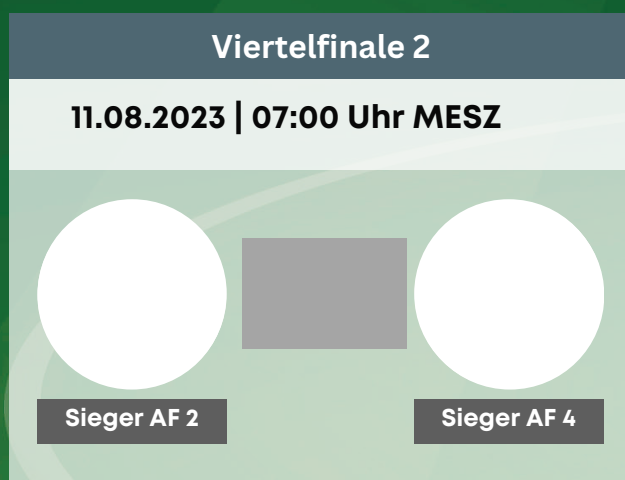 Viertelfinale 2
11.08.2023 | 07:00 Uhr MESZ
Sieger AF 2
Sieger AF 4